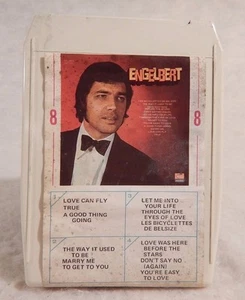 ENGELBERT
8
8
LOVE CAN FLY
TRUE
A GOOD THING
GOING
LET ME INTO
YOUR LIFE
THROUGH THE
EYES OF LOVE
LES BICYCLETTES
DE BELSIZE
THE WAY IT USED
TO BE
MARRY ME
TO GET TO YOU
LOVE WAS HERE
BEFORE THE
STARS
DON'T SAY NO
(AGAIN)
YOU'RE EASY
TO LOVE